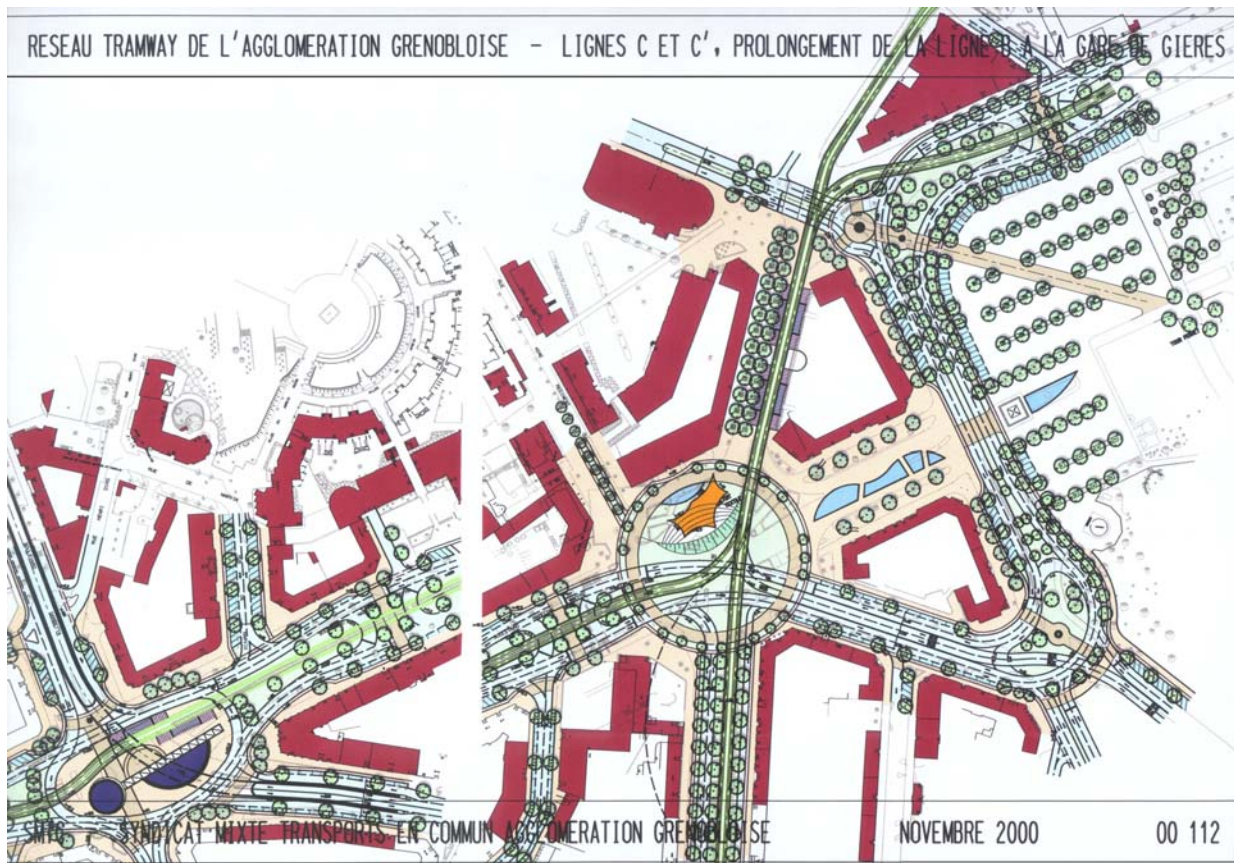 RESEAU TRAMWAY DE L'AGGLOMERATION GRENOBLOISE - LIGNES C ET C', PROLONGEMENT DE LA LIGNE B A LA GARE DE GIERES
SMTC - SYNDICAT MIXTE TRANSPORTS EN COMMUN AGGLOMERATION GRENOBLOISE NOVEMBRE 2000 00 112